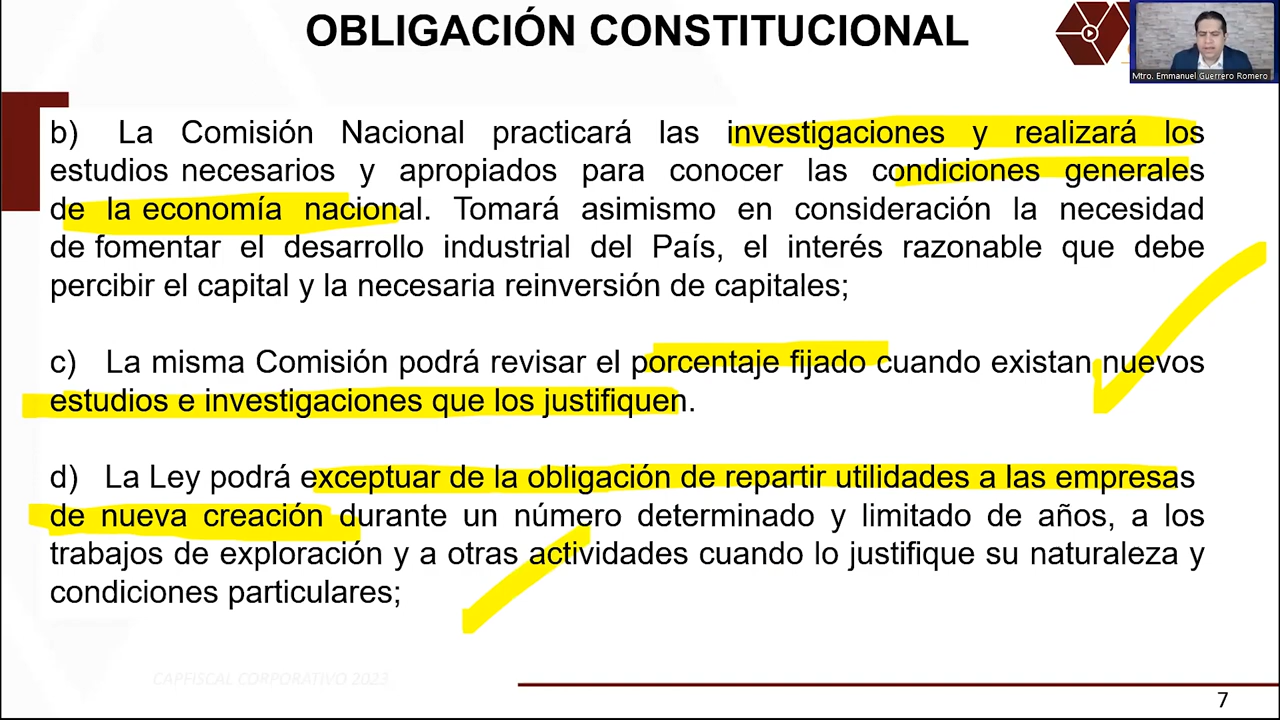 OBLIGACIÓN CONSTITUCIONAL
Mtro. Emmanuel Guerrero Romero
b) La Comisión Nacional practicará las investigaciones y realizará los
estudios necesarios y apropiados para conocer las condiciones generales
de la economía nacional. Tomará asimismo en consideración la necesidad
de fomentar el desarrollo industrial del País, el interés razonable que debe
percibir el capital y la necesaria reinversión de capitales;
c) La misma Comisión podrá revisar el porcentaje fijado cuando existan nuevos
estudios e investigaciones que los justifiquen.
d) La Ley podrá exceptuar de la obligación de repartir utilidades a las empresas
de nueva creación durante un número determinado y limitado de años, a los
trabajos de exploración y a otras actividades cuando lo justifique su naturaleza y
condiciones particulares;
CAPFISCAL CORPORATIVO 2023
7